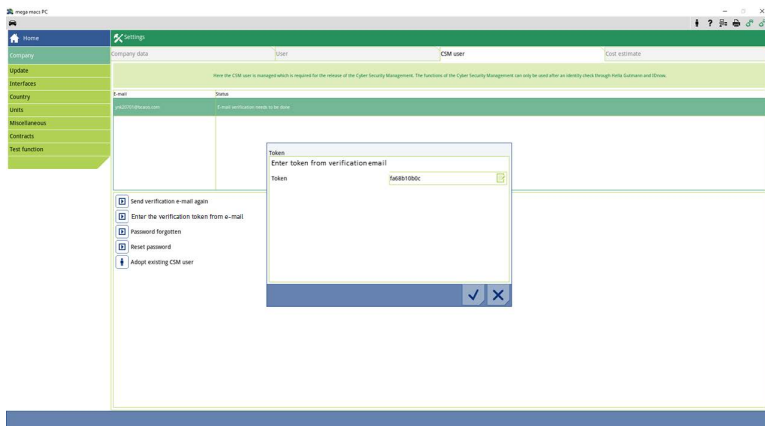 mega macs PC
Home
Settings
Company
Company data
User
CSM user
Cost estimate
Update
Interfaces
Country
Units
Miscellaneous
Contracts
Test function
Here the CSM user is managed which is required for the release of the Cyber Security Management. The functions of the Cyber Security Management can only be used after an identity check through Hella Gutmann and IDnow.
E-mail
Status
E-mail verification needs to be done
Token
Enter token from verification email
Token
fa68b10b0c
Send verification e-mail again
Enter the verification token from e-mail
Password forgotten
Reset password
Adopt existing CSM user